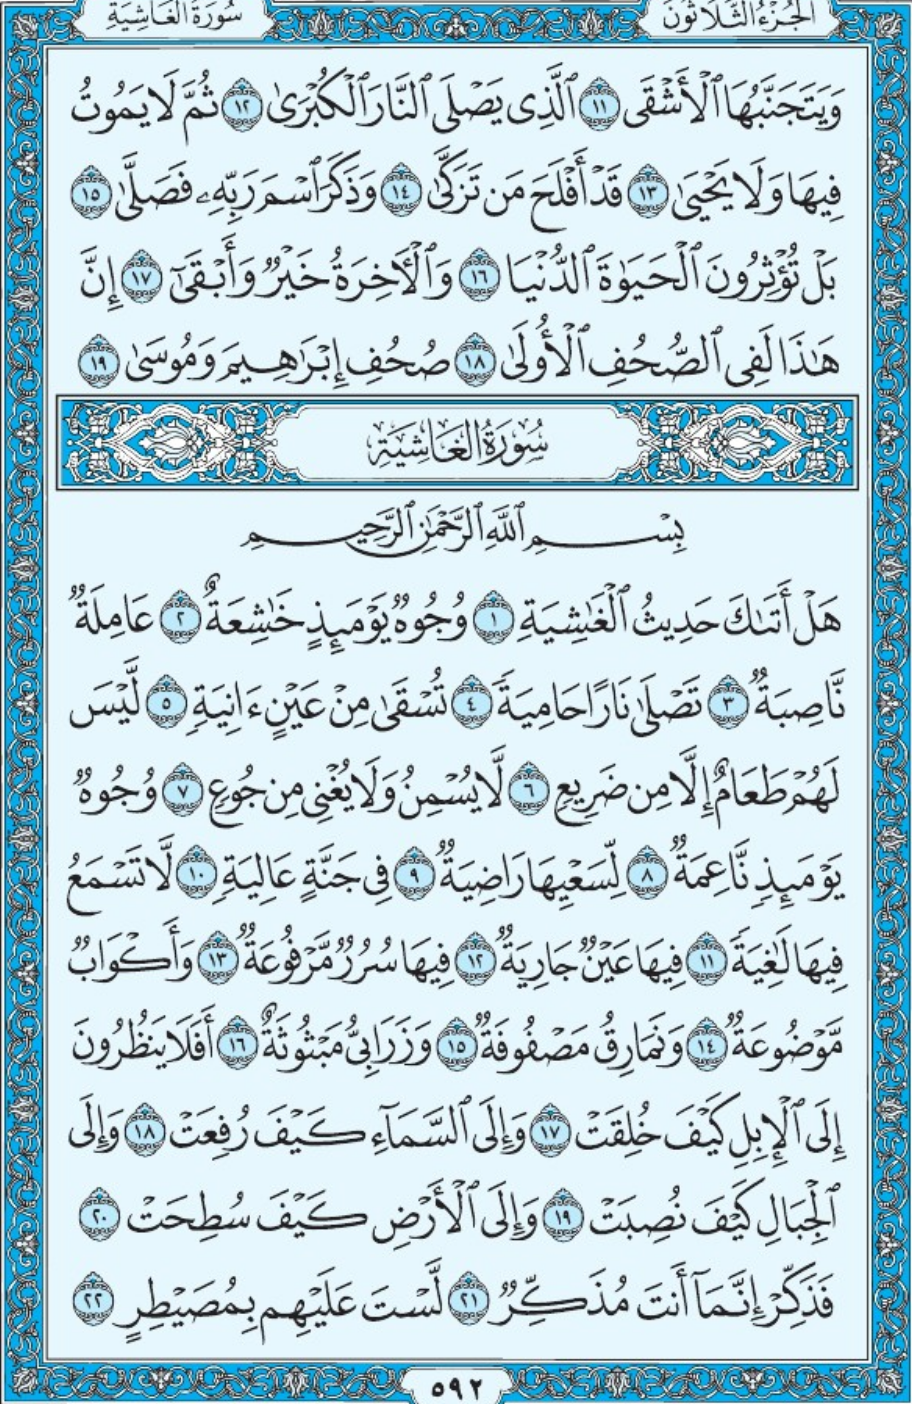 الجُزْءُ الثَّلَاثُونَ
سُورَةُ الغَاشِيَةِ
وَيَتَجَنَّبُهَا ٱلْأَشْقَى ١١ ٱلَّذِى يَصْلَى ٱلنَّارَ ٱلْكُبْرَىٰ ١٢ ثُمَّ لَا يَمُوتُ
فِيهَا وَلَا يَحْيَىٰ ١٣ قَدْ أَفْلَحَ مَن تَزَكَّىٰ ١٤ وَذَكَرَ ٱسْمَ رَبِّهِۦ فَصَلَّىٰ ١٥
بَلْ تُؤْثِرُونَ ٱلْحَيَوٰةَ ٱلدُّنْيَا ١٦ وَٱلْأَخِرَةُ خَيْرٌ وَأَبْقَىٰٓ ١٧ إِنَّ
هَٰذَا لَفِى ٱلصُّحُفِ ٱلْأُولَىٰ ١٨ صُحُفِ إِبْرَٰهِيمَ وَمُوسَىٰ ١٩
سُورَةُ الغَاشِيَةِ
بِسْمِ ٱللَّهِ ٱلرَّحْمَٰنِ ٱلرَّحِيمِ
هَلْ أَتَىٰكَ حَدِيثُ ٱلْغَٰشِيَةِ ١ وُجُوهٌ يَوْمَئِذٍ خَٰشِعَةٌ ٢ عَامِلَةٌ
نَّاصِبَةٌ ٣ تَصْلَىٰ نَارًا حَامِيَةً ٤ تُسْقَىٰ مِنْ عَيْنٍ ءَانِيَةٍ ٥ لَّيْسَ
لَهُمْ طَعَامٌ إِلَّا مِن ضَرِيعٍ ٦ لَّا يُسْمِنُ وَلَا يُغْنِى مِن جُوعٍ ٧ وُجُوهٌ
يَوْمَئِذٍ نَّاعِمَةٌ ٨ لِّسَعْيِهَا رَاضِيَةٌ ٩ فِى جَنَّةٍ عَالِيَةٍ ١٠ لَّا تَسْمَعُ
فِيهَا لَٰغِيَةً ١١ فِيهَا عَيْنٌ جَارِيَةٌ ١٢ فِيهَا سُرُرٌ مَّرْفُوعَةٌ ١٣ وَأَكْوَابٌ
مَّوْضُوعَةٌ ١٤ وَنَمَارِقُ مَصْفُوفَةٌ ١٥ وَزَرَابِىُّ مَبْثُوثَةٌ ١٦ أَفَلَا يَنظُرُونَ
إِلَى ٱلْإِبِلِ كَيْفَ خُلِقَتْ ١٧ وَإِلَى ٱلسَّمَآءِ كَيْفَ رُفِعَتْ ١٨ وَإِلَى
ٱلْجِبَالِ كَيْفَ نُصِبَتْ ١٩ وَإِلَى ٱلْأَرْضِ كَيْفَ سُطِحَتْ ٢٠
فَذَكِّرْ إِنَّمَآ أَنتَ مُذَكِّرٌ ٢١ لَّسْتَ عَلَيْهِم بِمُصَيْطِرٍ ٢٢
٥٩٢